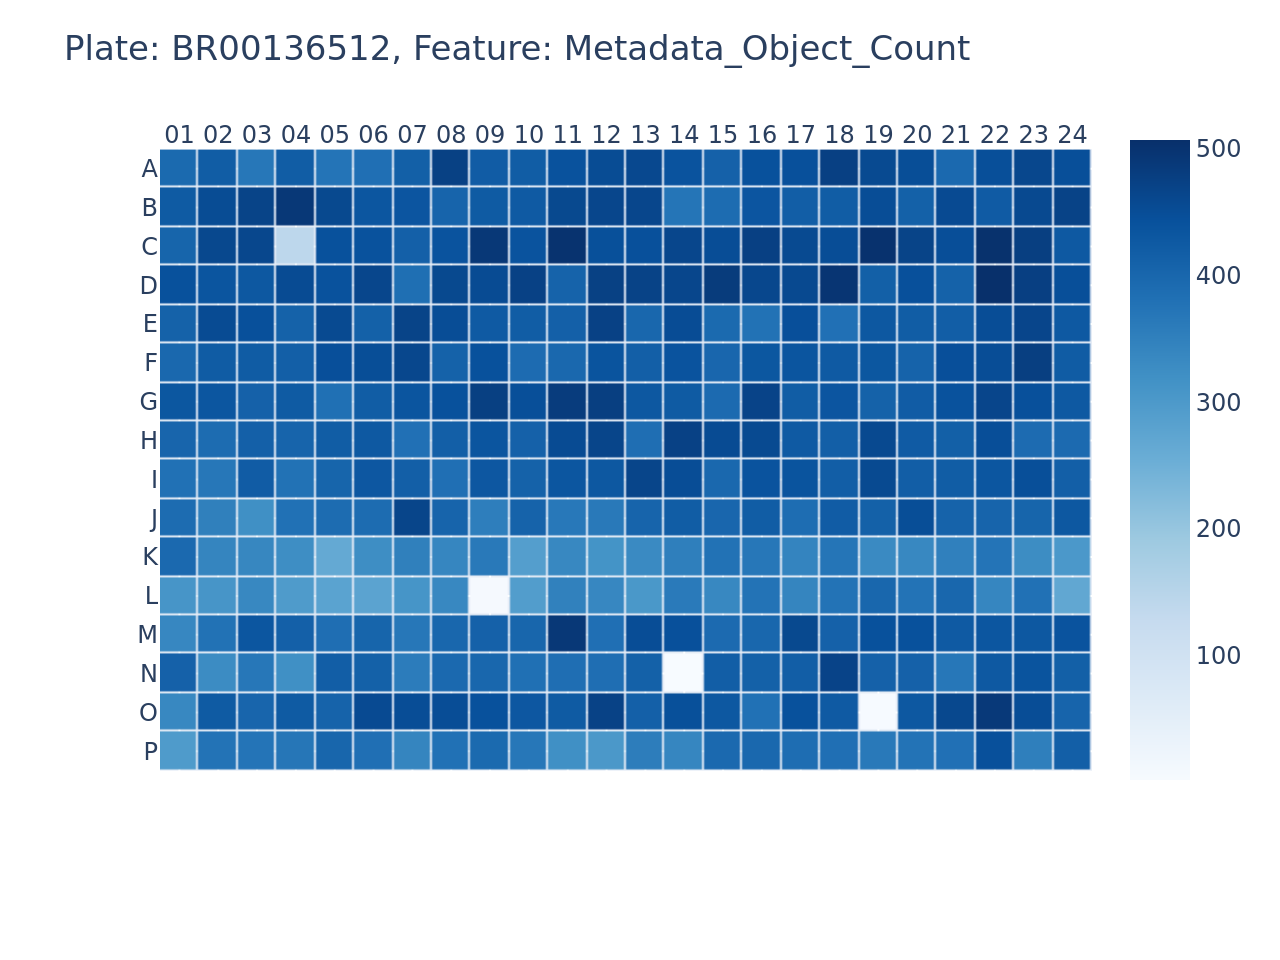 Plate: BR00136512, Feature: Metadata_Object_Count
01 02 03 04 05 06 07 08 09 10 11 12 13 14 15 16 17 18 19 20 21 22 23 24
A
B
C
D
E
F
G
H
I
J
K
L
M
N
O
P
500
400
300
200
100